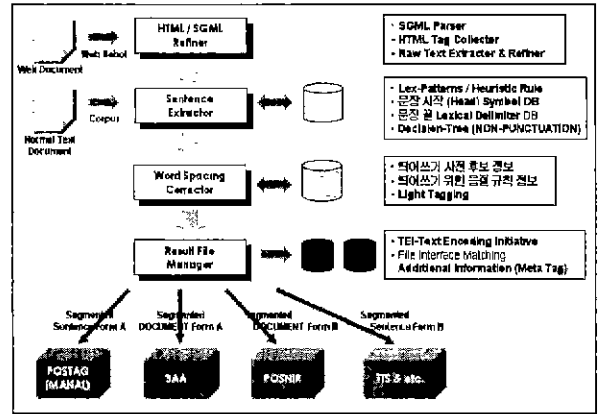 HTML / SGML
Refiner
Web Robot
Web Document
• SGML Parser
• HTML Tag Collector
• Raw Text Extractor & Refiner
Sentence
Extractor
Corpus
Normal Text
Document
• Lex-Patterns / Heuristic Rule
• 문장 시작 (Head) Symbol DB
• 문장 끝 Lexical Delimiter DB
• Decision-Tree (NON-PUNCTUATION)
Word Spacing
Corrector
• 띄어쓰기 사전 후보 정보
• 띄어쓰기 위한 음절 규칙 정보
• Light Tagging
Result File
Manager
• TEI-Text Encoding Initiative
• File Interface Matching
Additional Information (Meta Tag)
Segmented
Sentence Form A
Segmented
DOCUMENT Form A
Segmented
DOCUMENT Form B
Segmented
Sentence Form B
POSTAG
(MANAL)
SAA
POSNIR
TTS & etc.